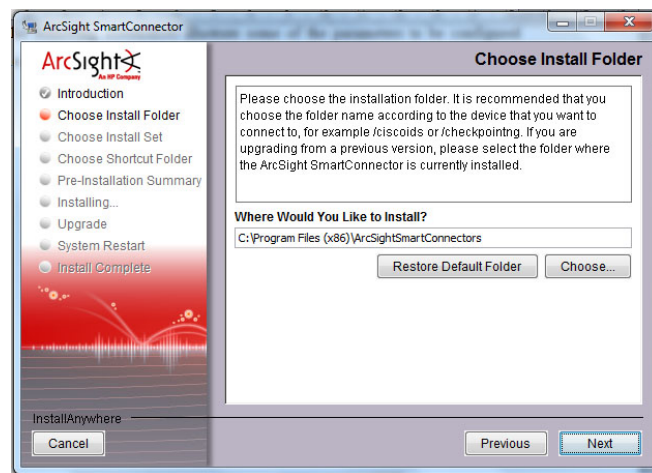 ArcSight SmartConnector
ArcSight
An HP Company
Choose Install Folder
Introduction
Choose Install Folder
Choose Install Set
Choose Shortcut Folder
Pre-Installation Summary
Installing...
Upgrade
System Restart
Install Complete
Please choose the installation folder. It is recommended that you
choose the folder name according to the device that you want to
connect to, for example /ciscoids or /checkpointng. If you are
upgrading from a previous version, please select the folder where
the ArcSight SmartConnector is currently installed.
Where Would You Like to Install?
C:\Program Files (x86)\ArcSightSmartConnectors
Restore Default Folder
Choose...
InstallAnywhere
Cancel
Previous
Next